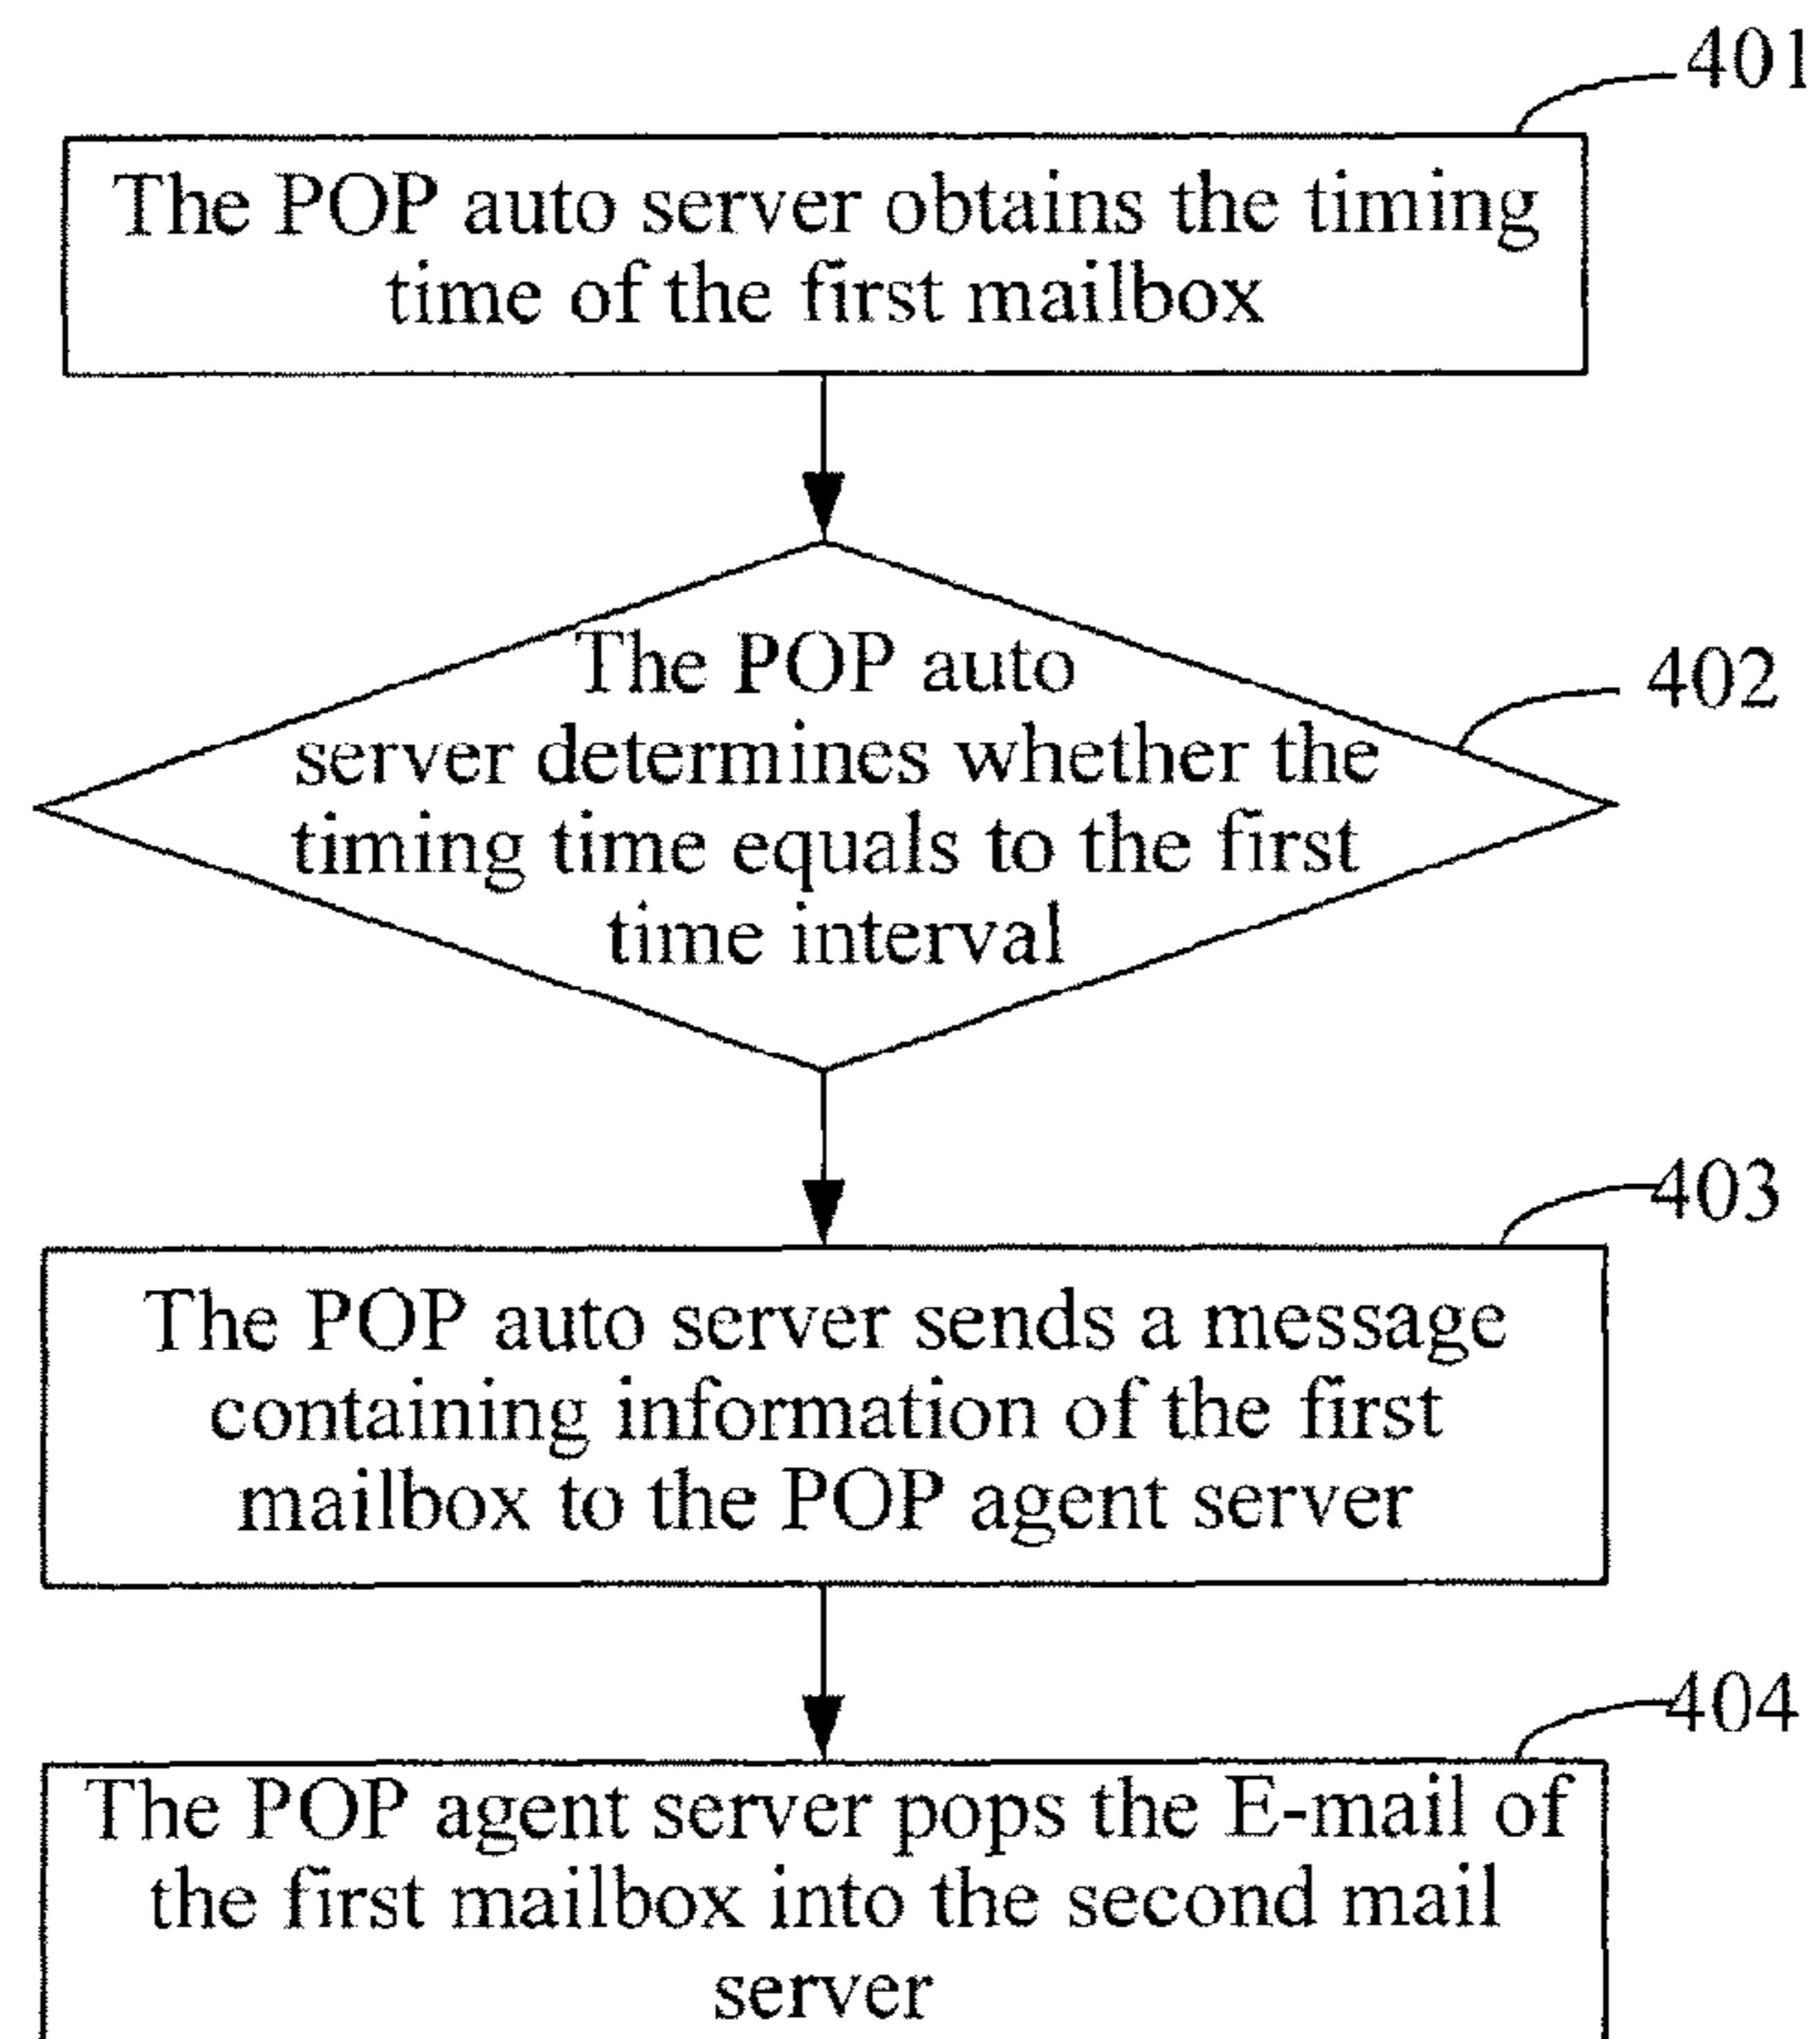 401
The POP auto server obtains the timing
time of the first mailbox
The POP auto
402
server determines whether the
timing time equals to the first
time interval
403
The POP auto server sends a message
containing information of the first
mailbox to the POP agent server
404
The POP agent server pops the E-mail of
the first mailbox into the second mail
server